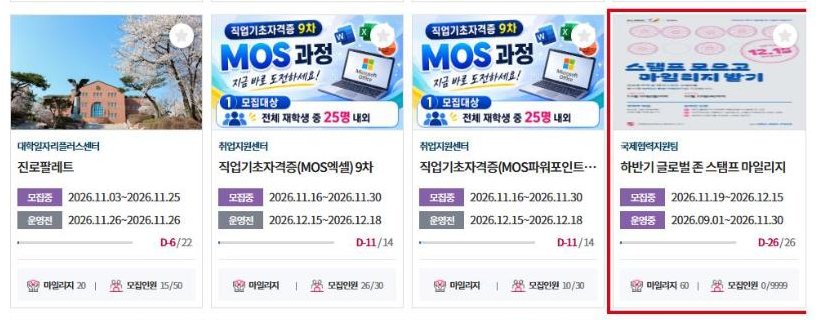 직업기초자격증 9차
MOS 과정
지금 바로 도전하세요!
Microsoft
Office
1 모집대상
전체 재학생 중 25명 내외
직업기초자격증 9차
MOS 과정
지금 바로 도전하세요!
Microsoft
Office
1 모집대상
전체 재학생 중 25명 내외
12.15
스탬프 모으고
마일리지 받기
대학일자리플러스센터
진로팔레트
모집중 2026.11.03~2026.11.25
운영전 2026.11.26~2026.11.26
D-6/22
마일리지 20 | 모집인원 15/50
취업지원센터
직업기초자격증(MOS엑셀) 9차
모집중 2026.11.16~2026.11.30
운영전 2026.12.15~2026.12.18
D-11/14
마일리지 | 모집인원 26/30
취업지원센터
직업기초자격증(MOS파워포인트…
모집중 2026.11.16~2026.11.30
운영전 2026.12.15~2026.12.18
D-11/14
마일리지 | 모집인원 10/30
국제협력지원팀
하반기 글로벌 존 스탬프 마일리지
모집중 2026.11.19~2026.12.15
운영중 2026.09.01~2026.11.30
D-26/26
마일리지 60 | 모집인원 0/9999